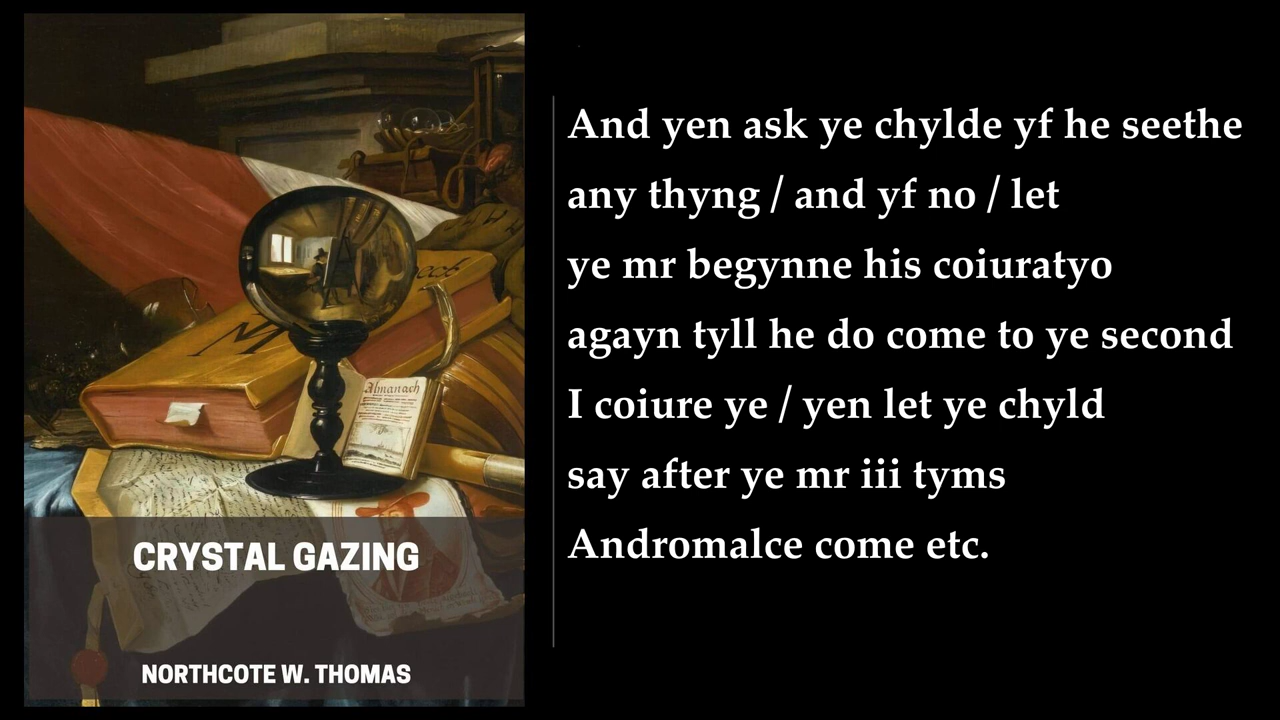 M
Almanach
CRYSTAL GAZING
NORTHCOTE W. THOMAS
And yen ask ye chylde yf he seethe
any thyng / and yf no / let
ye mr begynne his coiuratyo
agayn tyll he do come to ye second
I coiure ye / yen let ye chyld
say after ye mr iii tyms
Andromalce come etc.